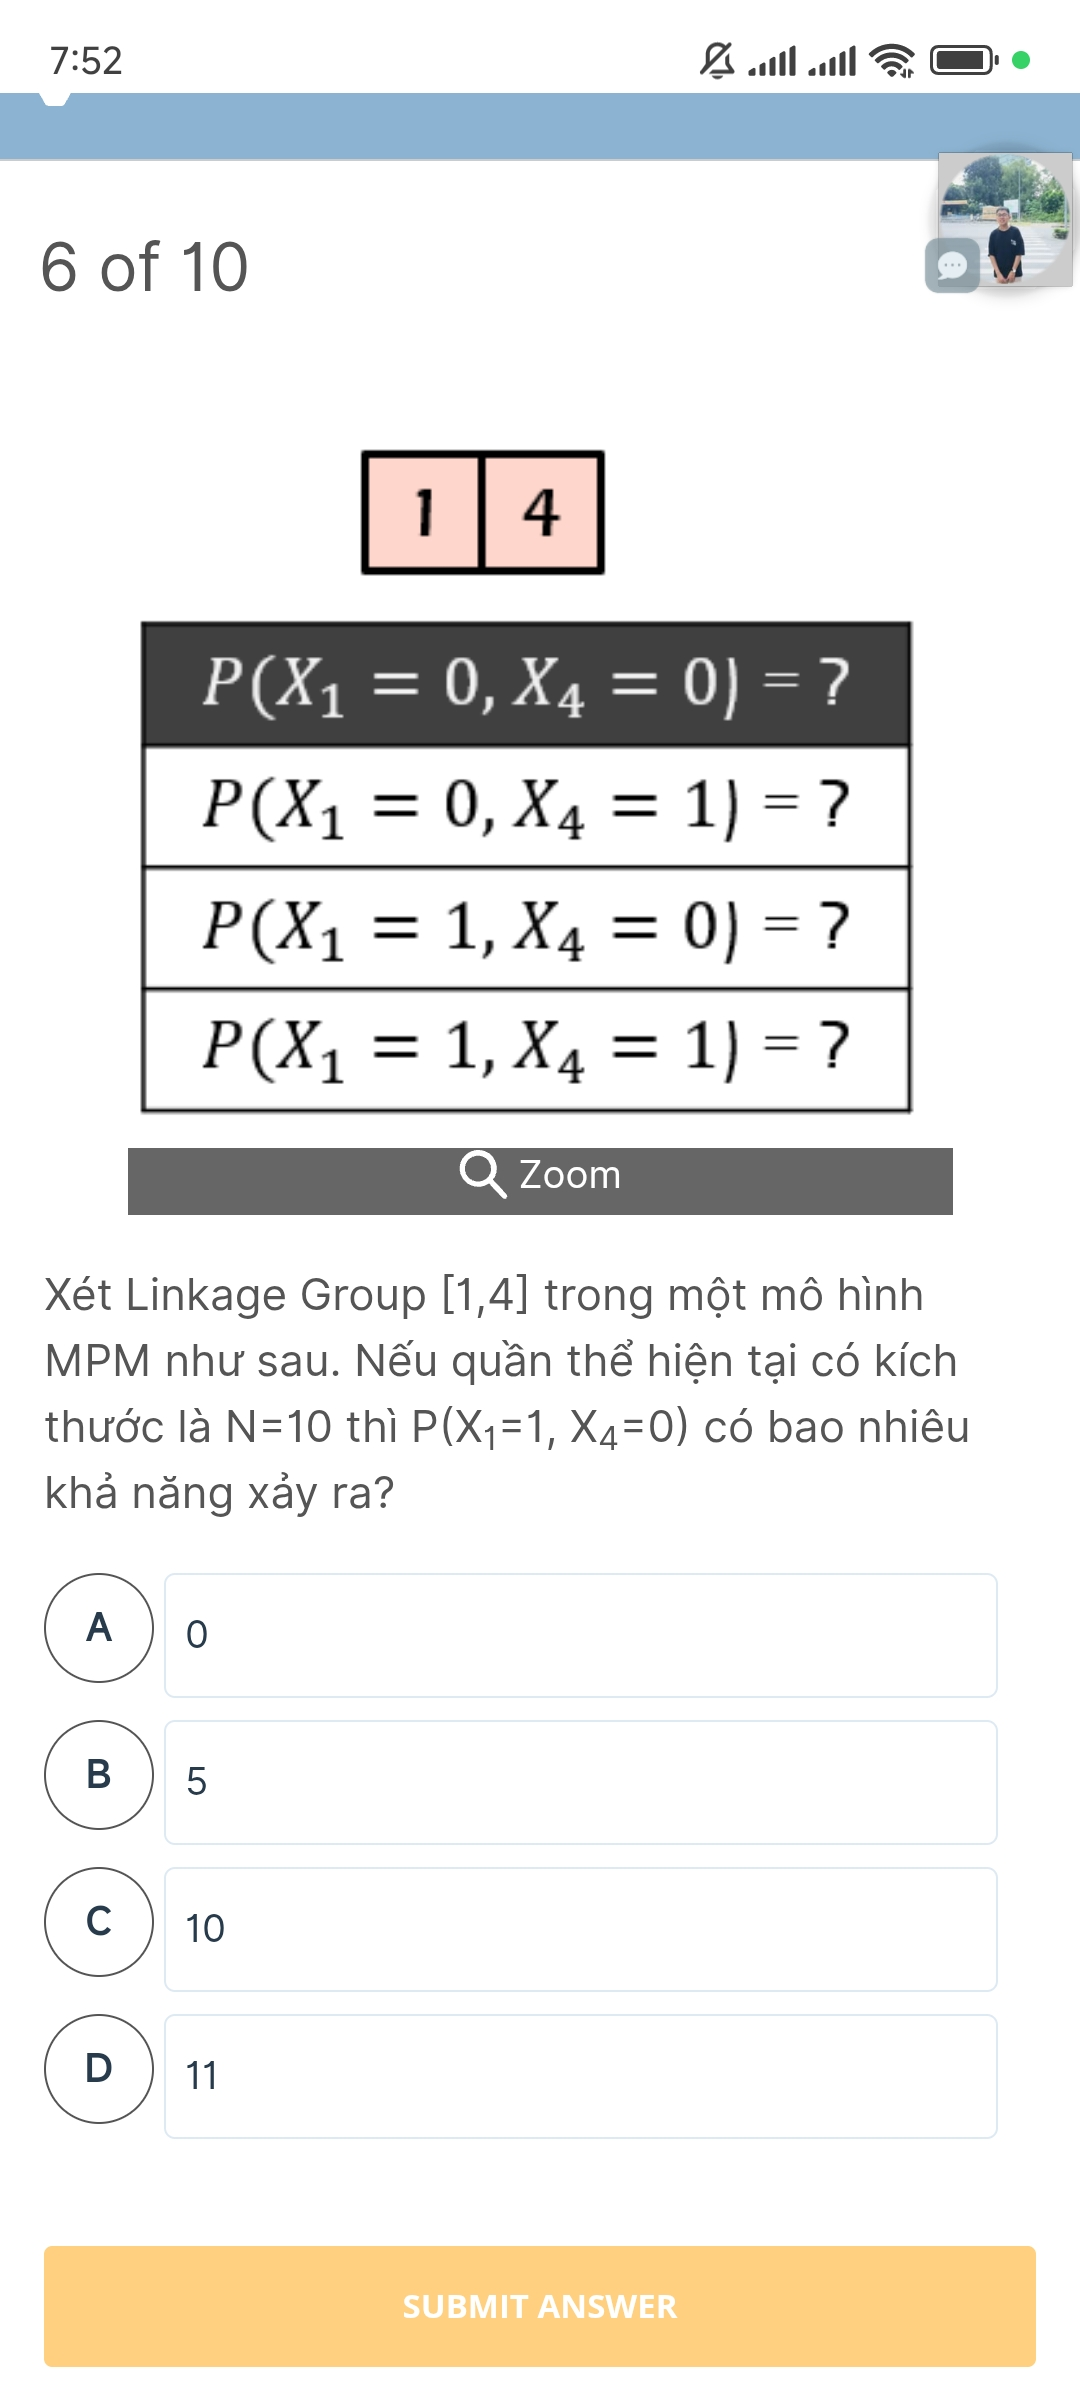 7:52
6 of 10
1 4
P(X₁ = 0, X₄ = 0) = ?
P(X₁ = 0, X₄ = 1) = ?
P(X₁ = 1, X₄ = 0) = ?
P(X₁ = 1, X₄ = 1) = ?
Zoom
Xét Linkage Group [1,4] trong một mô hình
MPM như sau. Nếu quần thể hiện tại có kích
thước là N=10 thì P(X₁=1, X₄=0) có bao nhiêu
khả năng xảy ra?
A 0
B 5
C 10
D 11
SUBMIT ANSWER